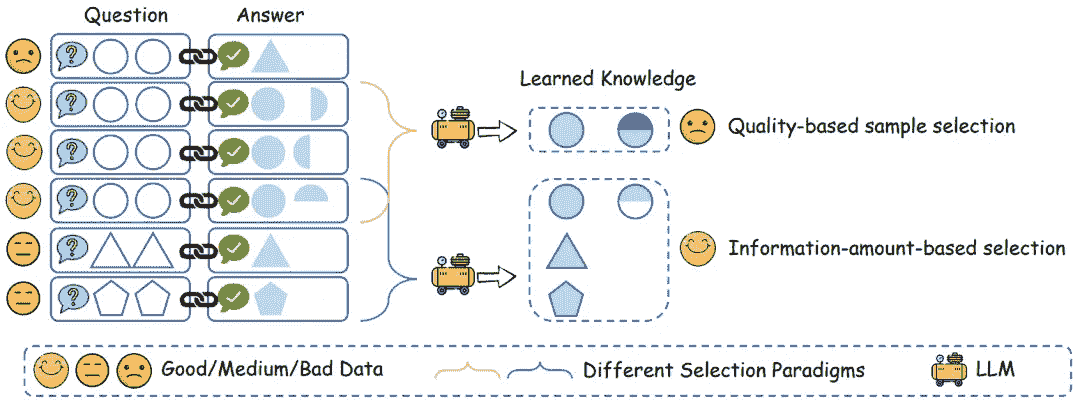 Question
Answer
Learned Knowledge
Quality-based sample selection
Information-amount-based selection
Good/Medium/Bad Data
Different Selection Paradigms
LLM